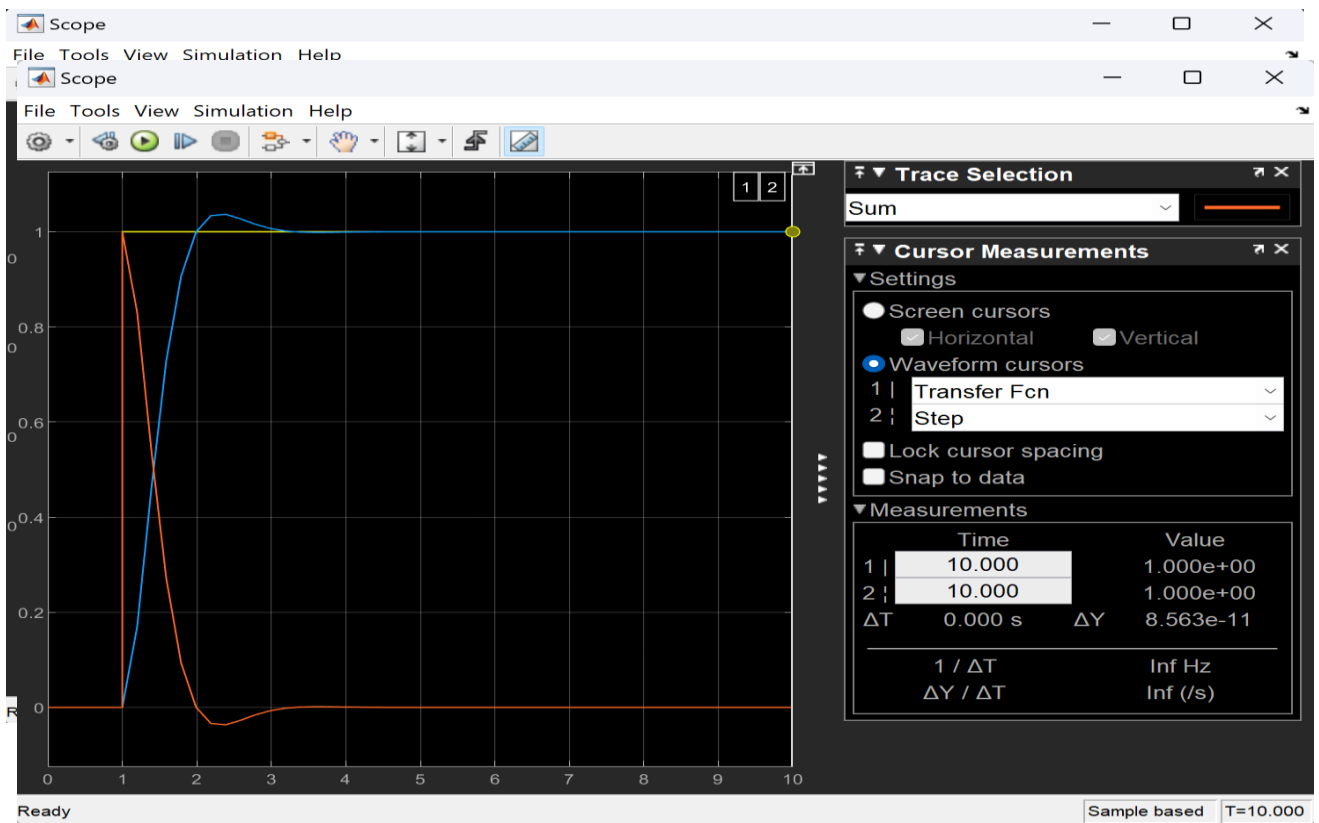 Scope
File Tools View Simulation Help
Scope
File Tools View Simulation Help
1 2
1
0.8
0.6
0.4
0.2
0
0 1 2 3 4 5 6 7 8 9 10
0
0
0
0
R
Trace Selection
Sum
Cursor Measurements
Settings
Screen cursors
Horizontal Vertical
Waveform cursors
1 | Transfer Fcn
2 ¦ Step
Lock cursor spacing
Snap to data
Measurements
Time Value
1 | 10.000 1.000e+00
2 ¦ 10.000 1.000e+00
ΔT 0.000 s ΔY 8.563e-11
1 / ΔT Inf Hz
ΔY / ΔT Inf (/s)
Ready Sample based T=10.000